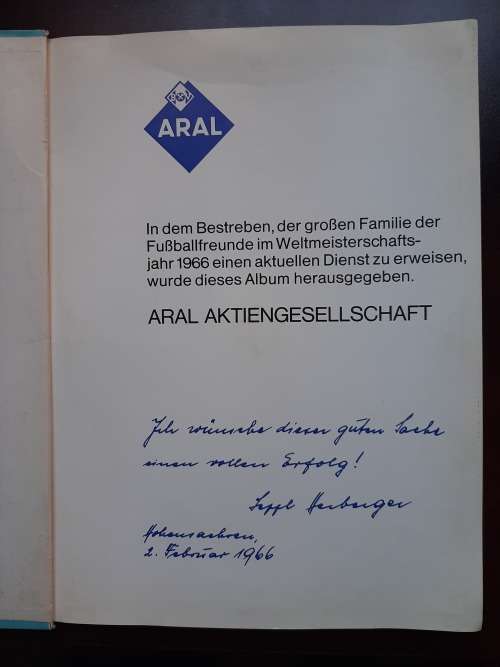 BV
ARAL
In dem Bestreben, der großen Familie der
Fußballfreunde im Weltmeisterschafts-
jahr 1966 einen aktuellen Dienst zu erweisen,
wurde dieses Album herausgegeben.
ARAL AKTIENGESELLSCHAFT
Ich wünsche dieser guten Sache
einen vollen Erfolg!
Seppl Herberger
Hohensachsen,
2. Februar 1966